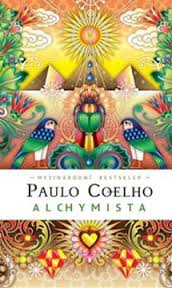 MEZINÁRODNÍ BESTSELLER
PAULO COELHO
ALCHYMISTA